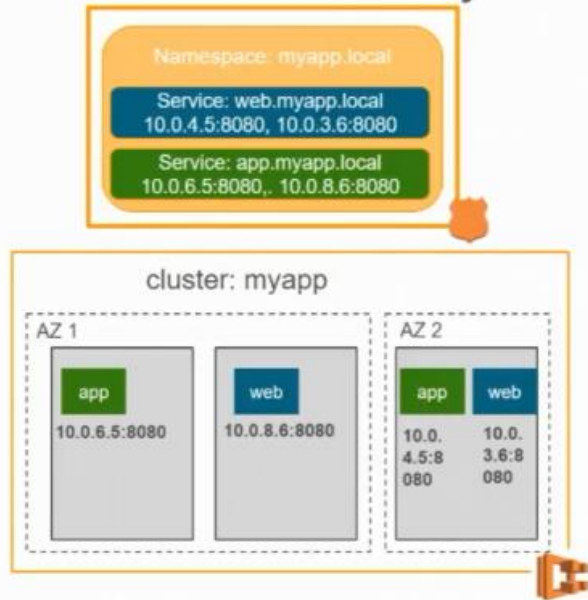 Namespace: myapp.local
Service: web.myapp.local
10.0.4.5:8080, 10.0.3.6:8080
Service: app.myapp.local
10.0.6.5:8080,. 10.0.8.6:8080
cluster: myapp
AZ 1
app
10.0.6.5:8080
web
10.0.8.6:8080
AZ 2
app
10.0.
4.5:8
080
web
10.0.
3.6:8
080